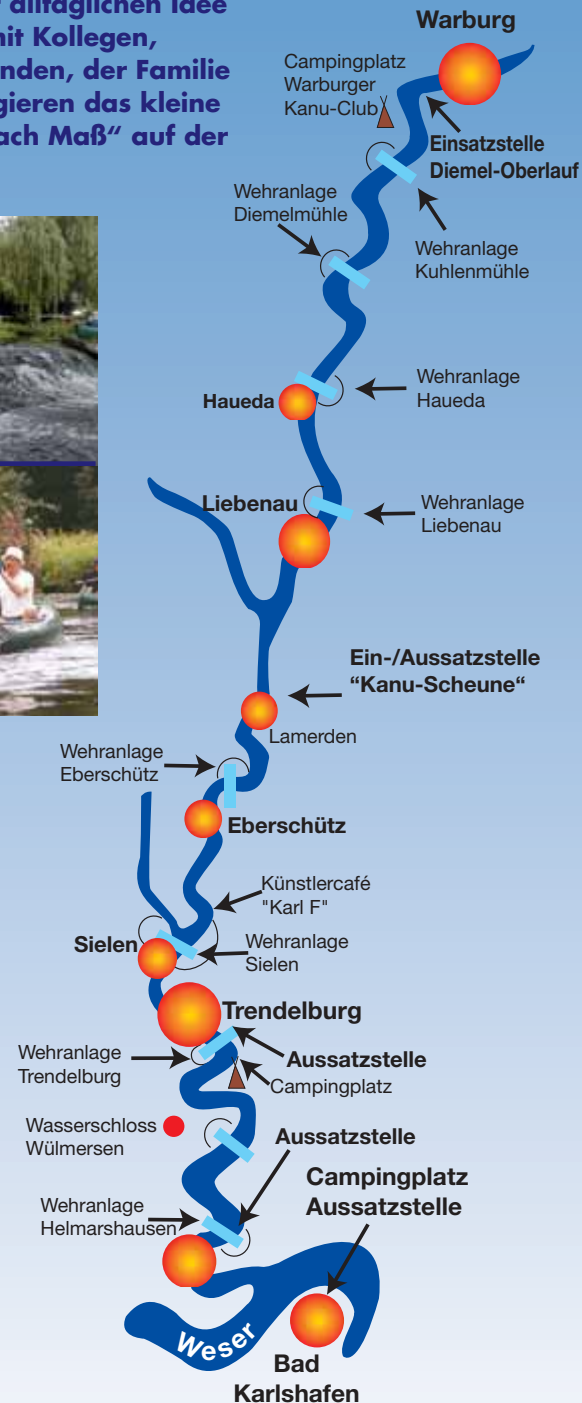 alltäglichen Idee
mit Kollegen,
der Familie
das kleine
Maß“ auf der
Warburg
Campingplatz
Warburger
Kanu-Club
Einsatzstelle
Diemel-Oberlauf
Wehranlage
Diemelmühle
Wehranlage
Kuhlenmühle
Haueda
Wehranlage
Haueda
Liebenau
Wehranlage
Liebenau
Ein-/Aussatzstelle
“Kanu-Scheune“
Lamerden
Wehranlage
Eberschütz
Eberschütz
Künstlercafé
"Karl F"
Sielen
Wehranlage
Sielen
Trendelburg
Wehranlage
Trendelburg
Aussatzstelle
Campingplatz
Wasserschloss
Wülmersen
Aussatzstelle
Campingplatz
Aussatzstelle
Wehranlage
Helmarshausen
Weser
Bad
Karlshafen